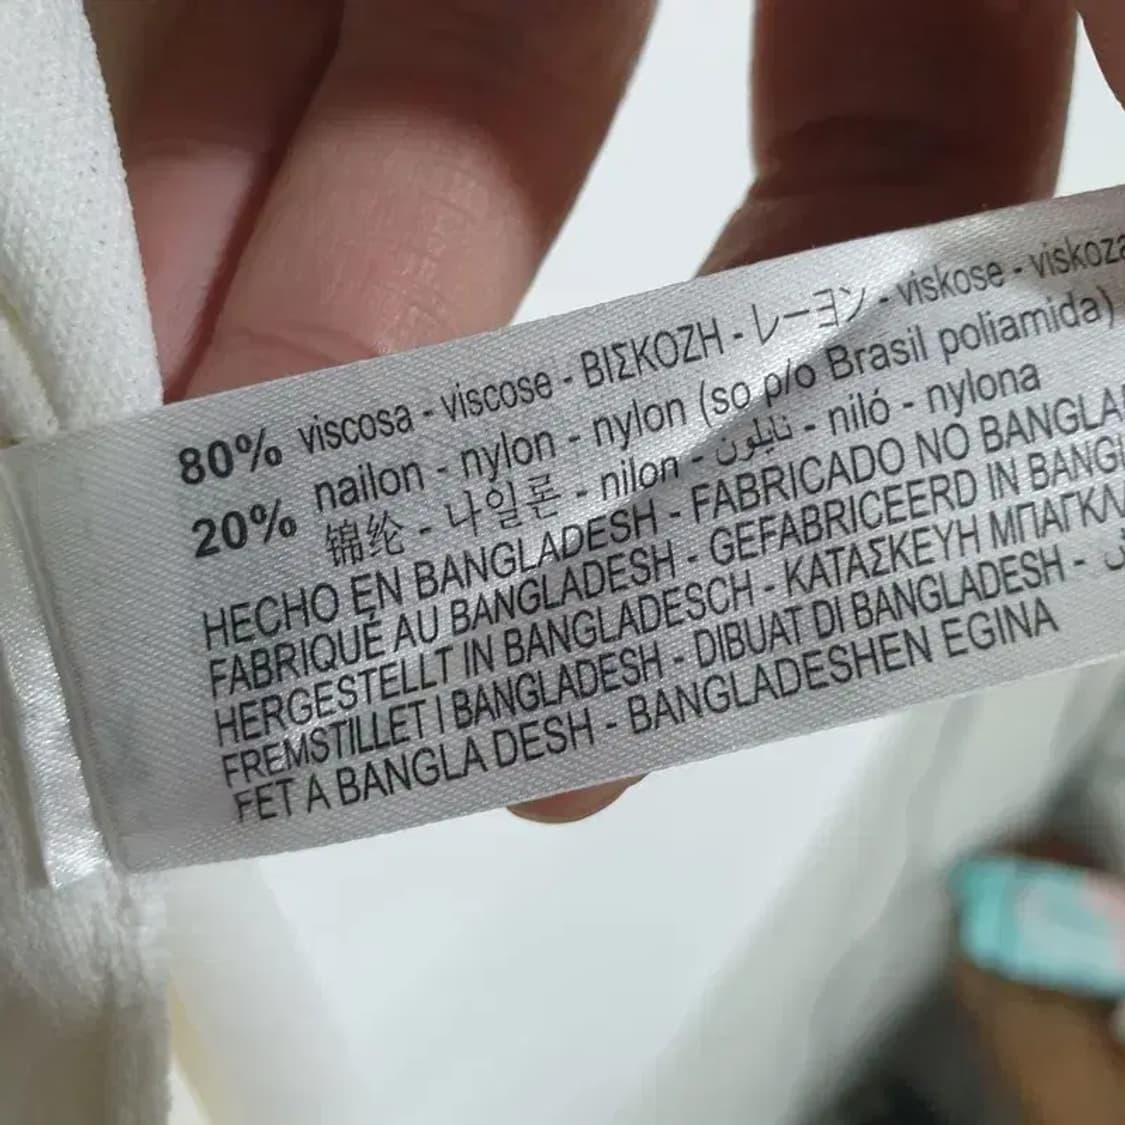 80% viscosa - viscose - ΒΙΣΚΟΖΗ - レーヨン - viskose - viskoza
20% nailon - nylon - nylon (so p/o Brasil poliamida)
锦纶 - 나일론 - nilon - نايلون - niló - nylona
HECHO EN BANGLADESH - FABRICADO NO BANGLA
FABRIQUÉ AU BANGLADESH - GEFABRICEERD IN BANGL
HERGESTELLT IN BANGLADESCH - ΚΑΤΑΣΚΕΥΗ ΜΠΑΓΚΛΑ
FREMSTILLET I BANGLADESH - DIBUAT DI BANGLADESH -
FET A BANGLA DESH - BANGLADESHEN EGINA